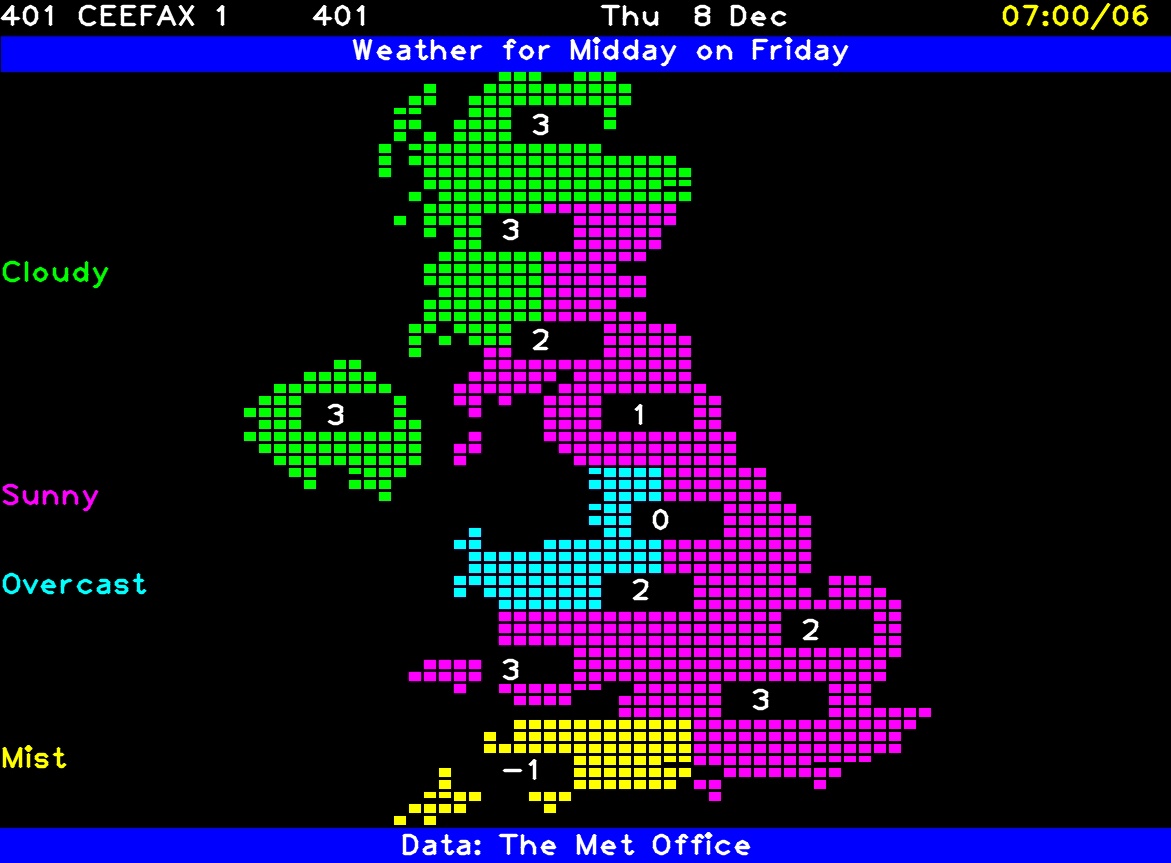 401 CEEFAX 1 401 Thu 8 Dec 07:00/06
Weather for Midday on Friday
3
3
Cloudy
2
3 1
Sunny
0
Overcast 2
2
3
3
Mist
-1
Data: The Met Office